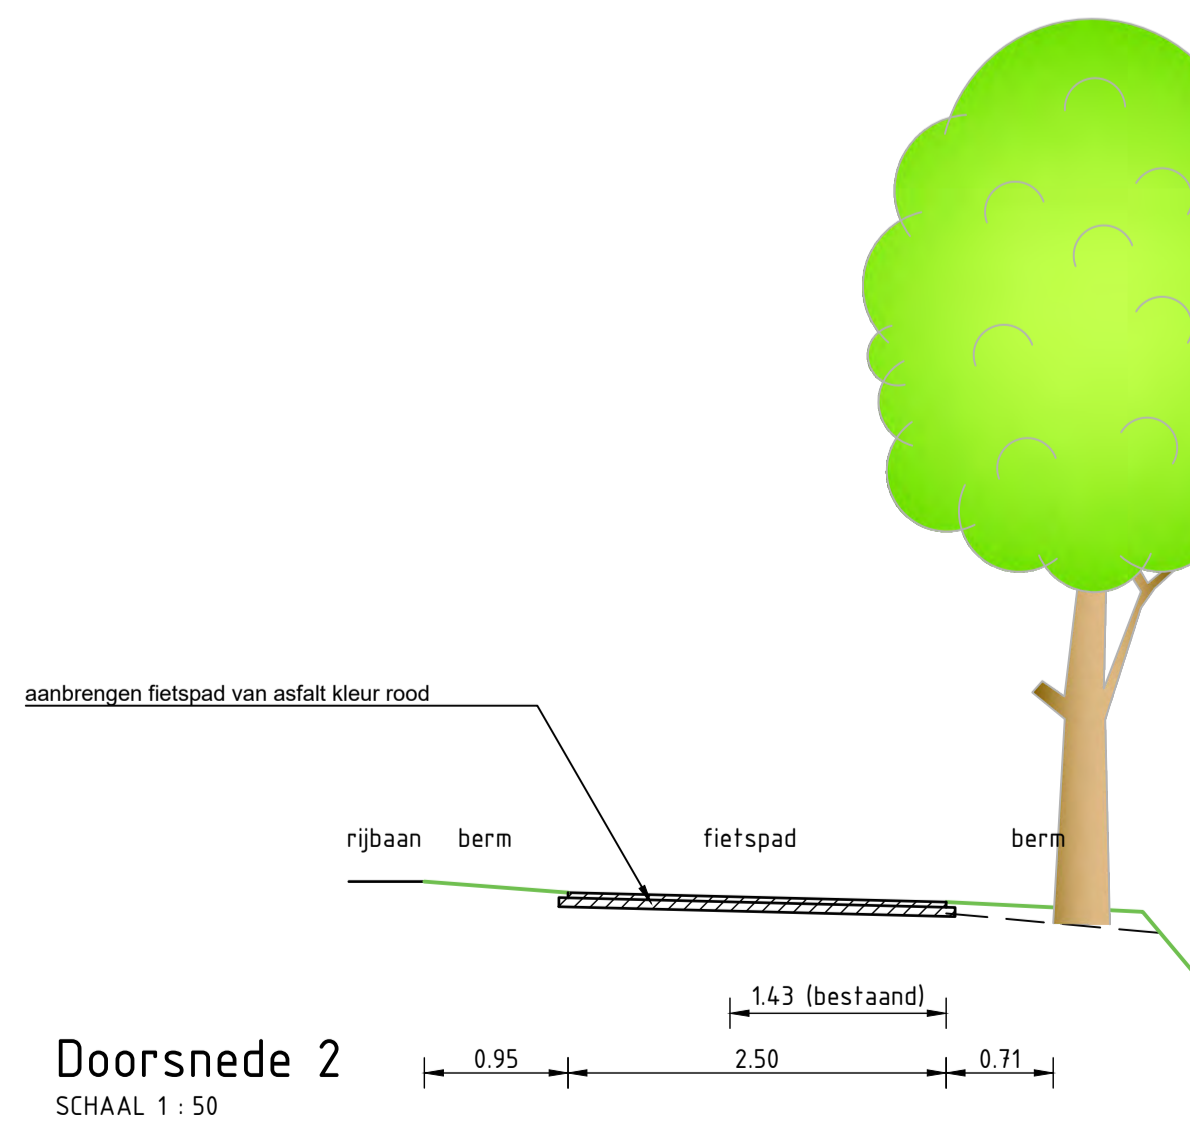 aanbrengen fietspad van asfalt kleur rood
rijbaan berm fietspad berm
1.43 (bestaand)
0.95 2.50 0.71
Doorsnede 2
SCHAAL 1 : 50